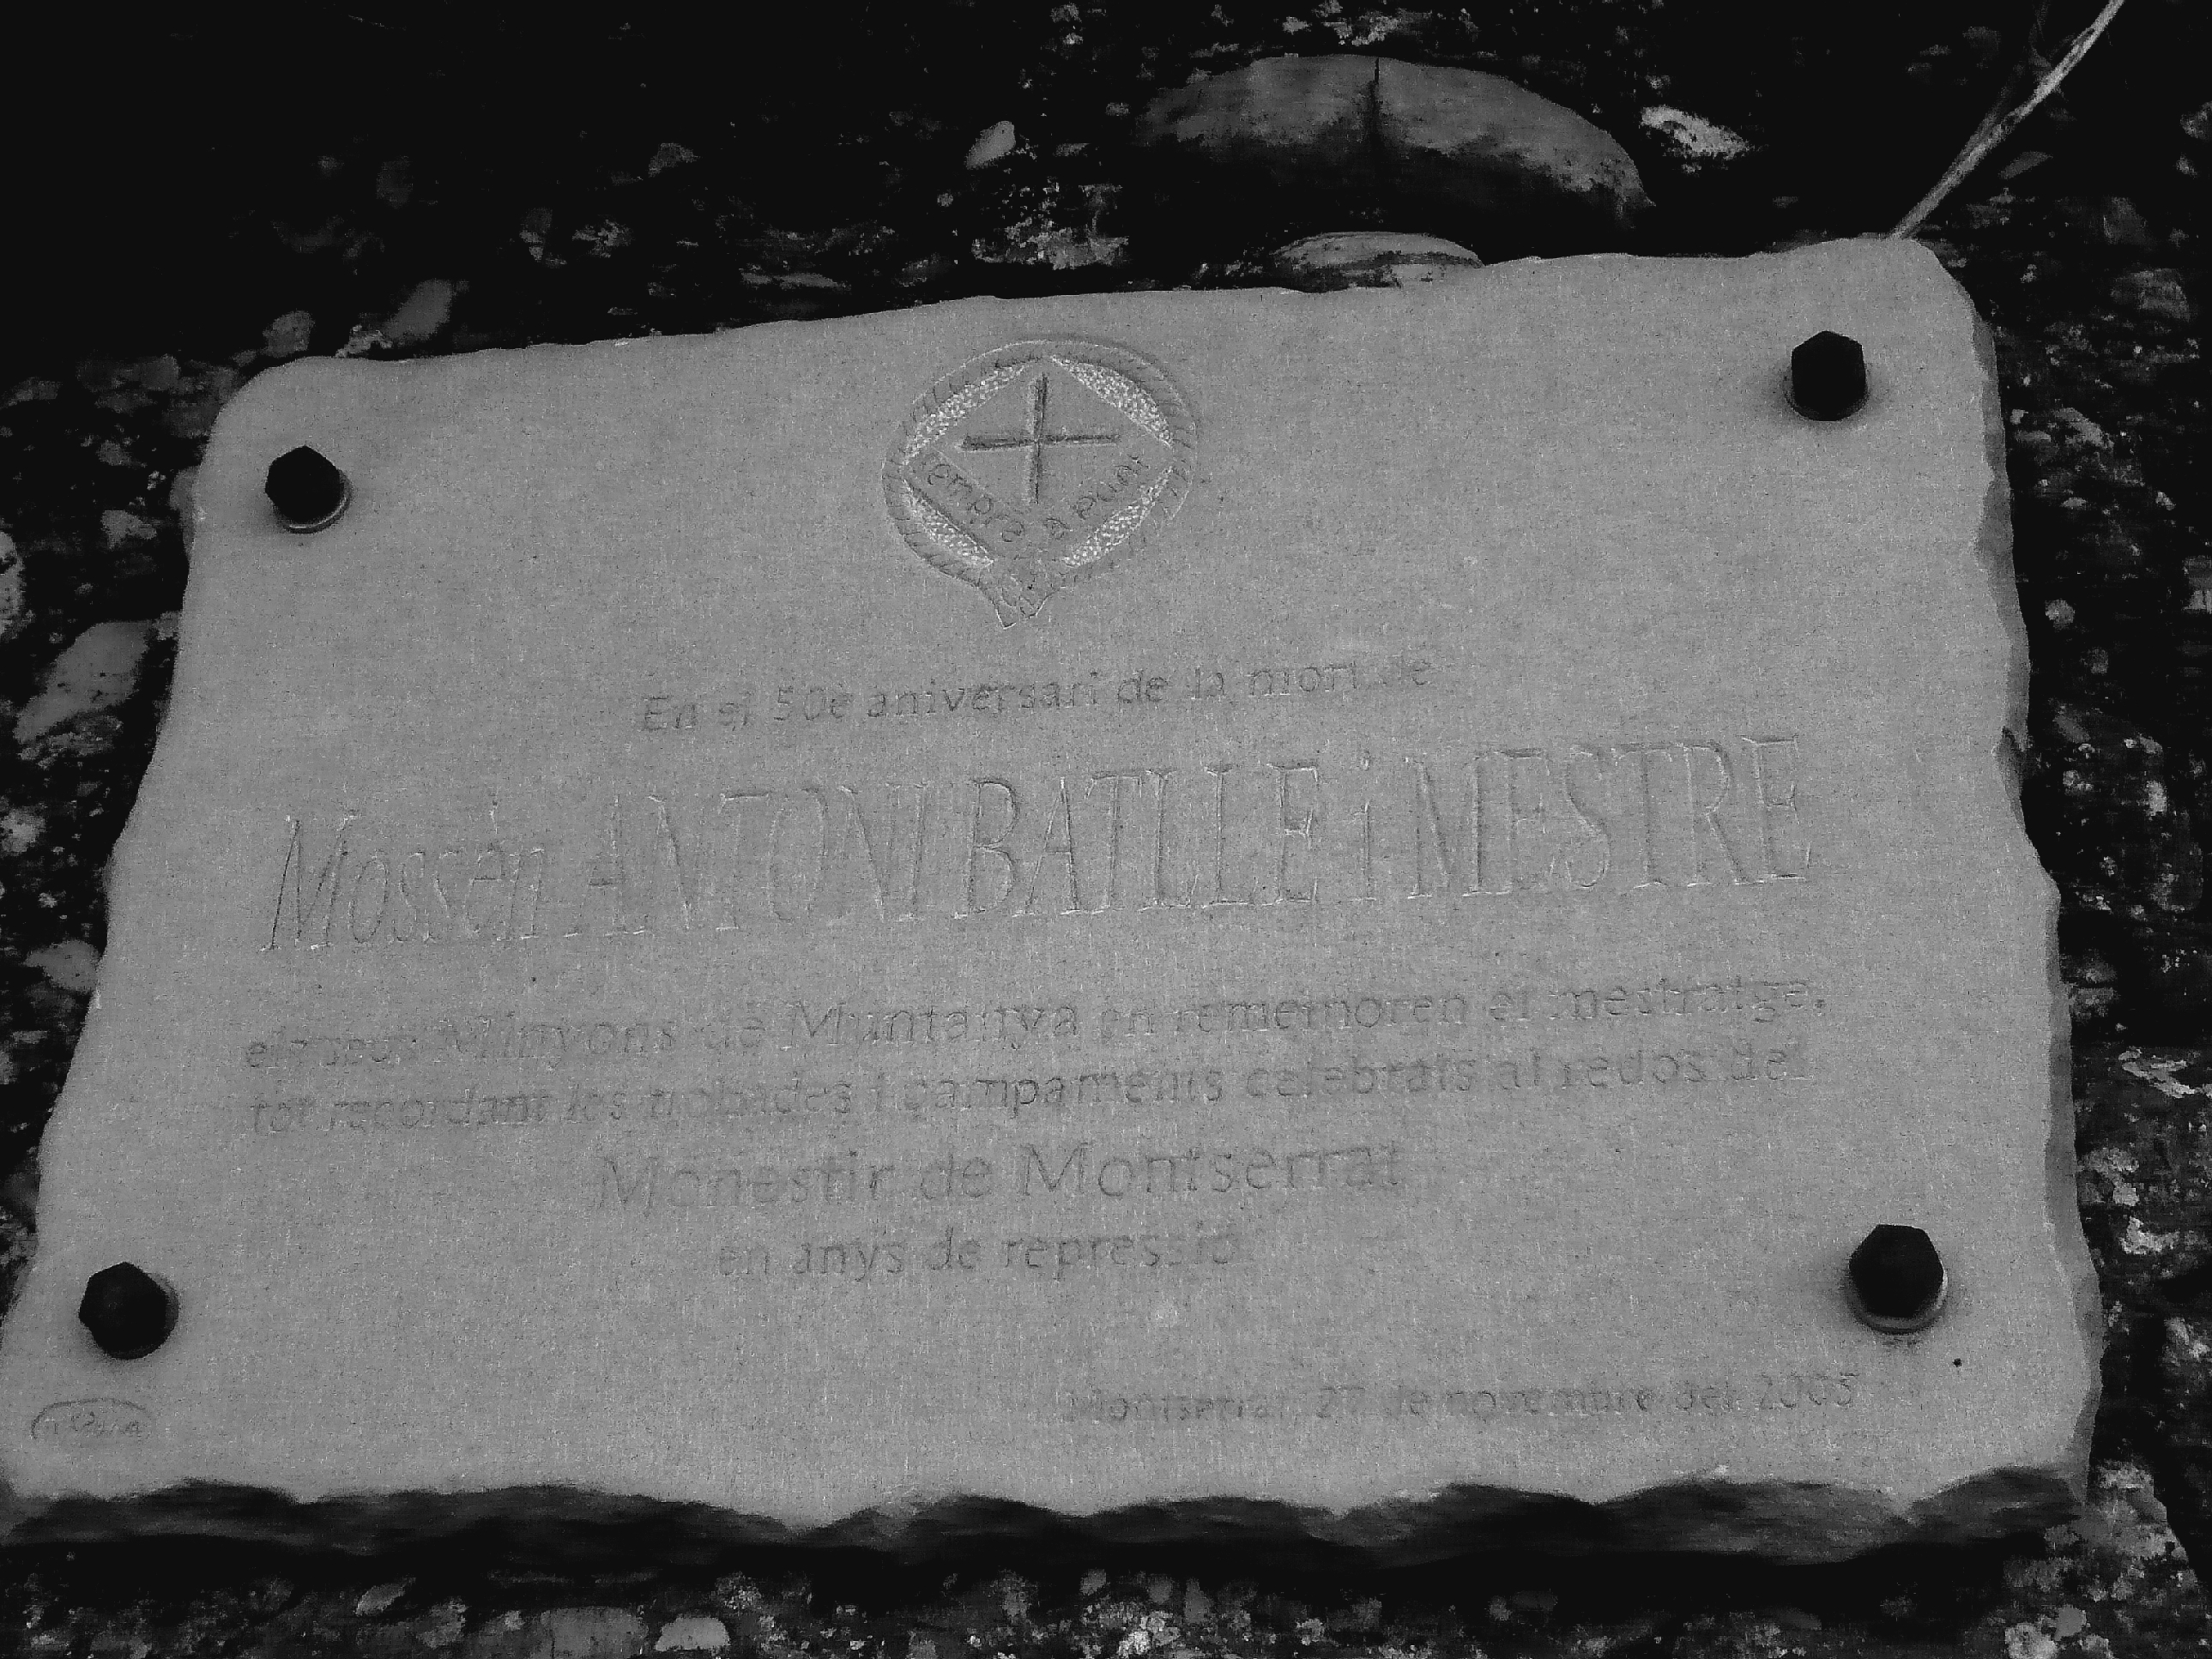 sempre a punt
En el 50è aniversari de la mort de
Mossèn ANTONI BATLLE i MESTRE
els seus Minyons de Muntanya en rememoren el mestratge,
tot recordant les trobades i campaments celebrats al redós del
Monestir de Montserrat
en anys de repressió
Montserrat, 27 de novembre del 2005